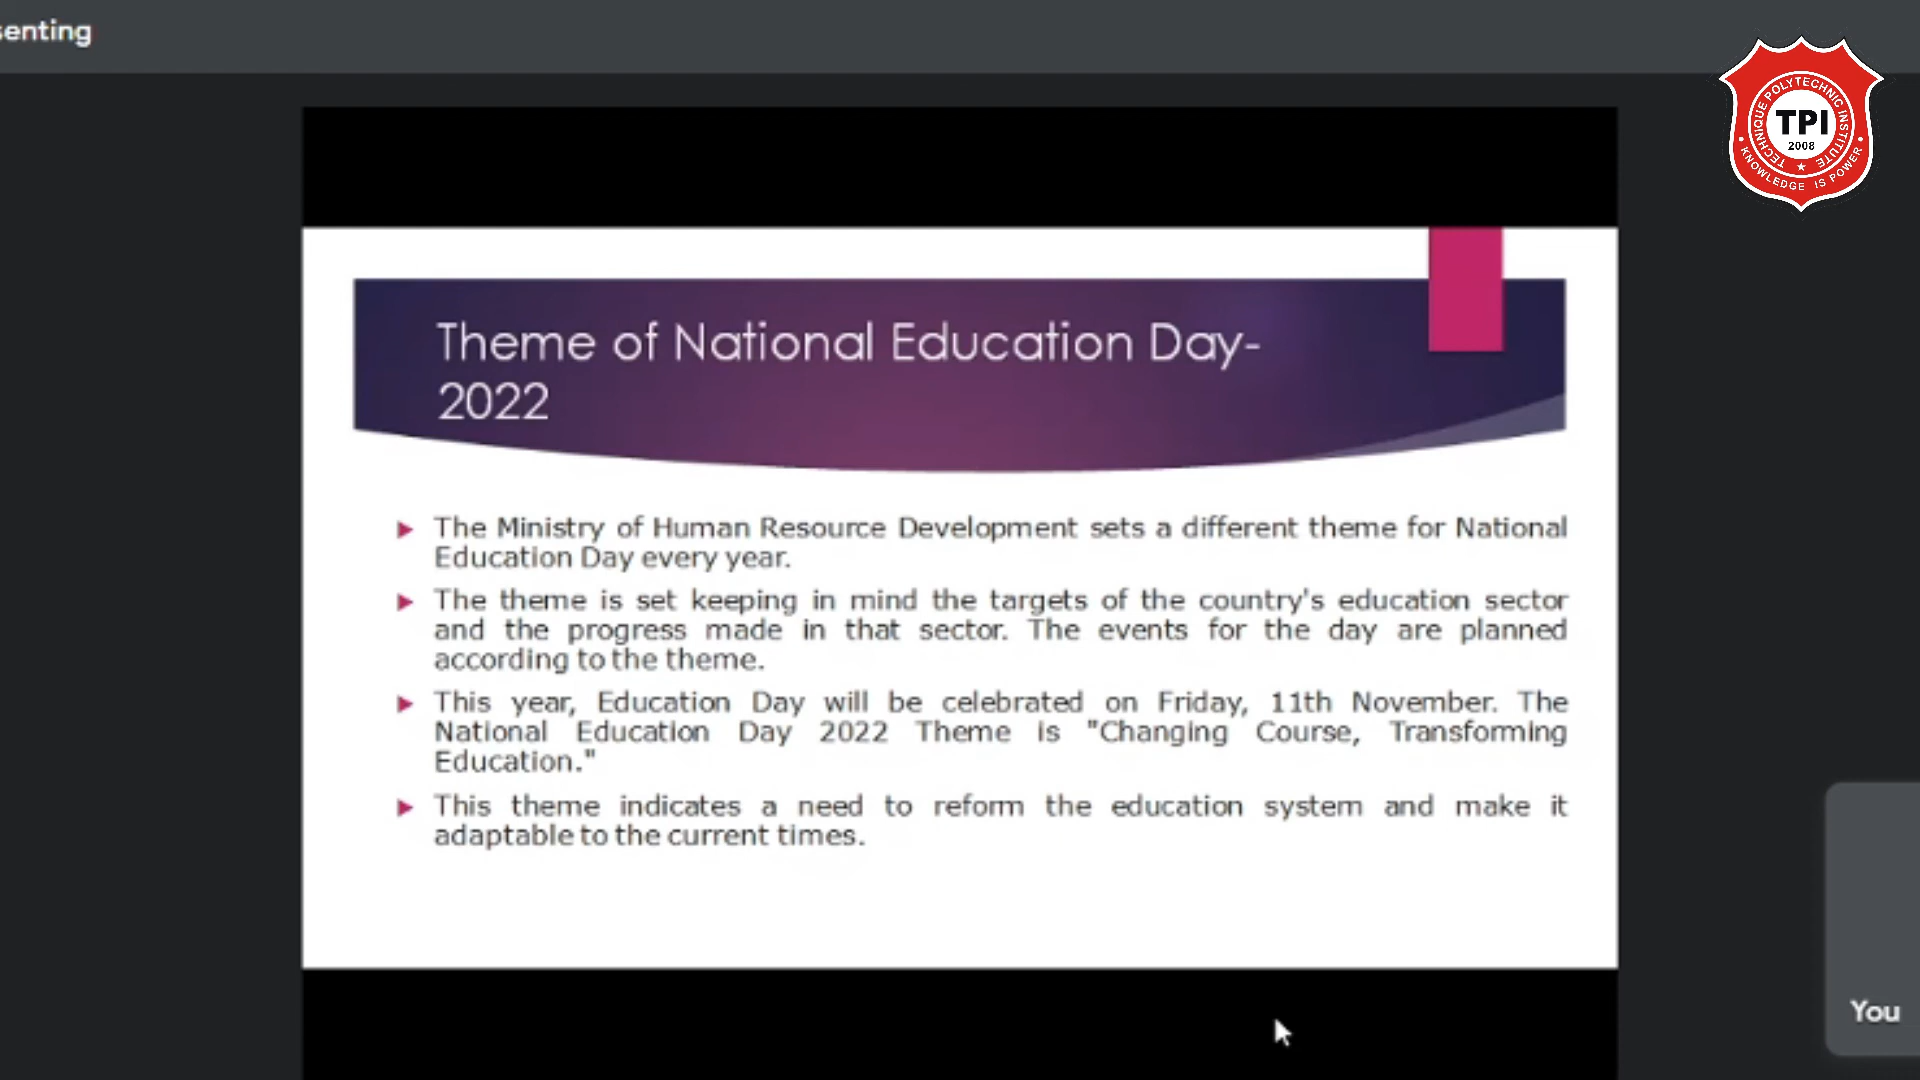 senting
TECHNIQUE POLYTECHNIC INSTITUTE
TPI
2008
KNOWLEDGE IS POWER
Theme of National Education Day-
2022
The Ministry of Human Resource Development sets a different theme for National
Education Day every year.
The theme is set keeping in mind the targets of the country's education sector
and the progress made in that sector. The events for the day are planned
according to the theme.
This year, Education Day will be celebrated on Friday, 11th November. The
National Education Day 2022 Theme is "Changing Course, Transforming
Education."
This theme indicates a need to reform the education system and make it
adaptable to the current times.
You